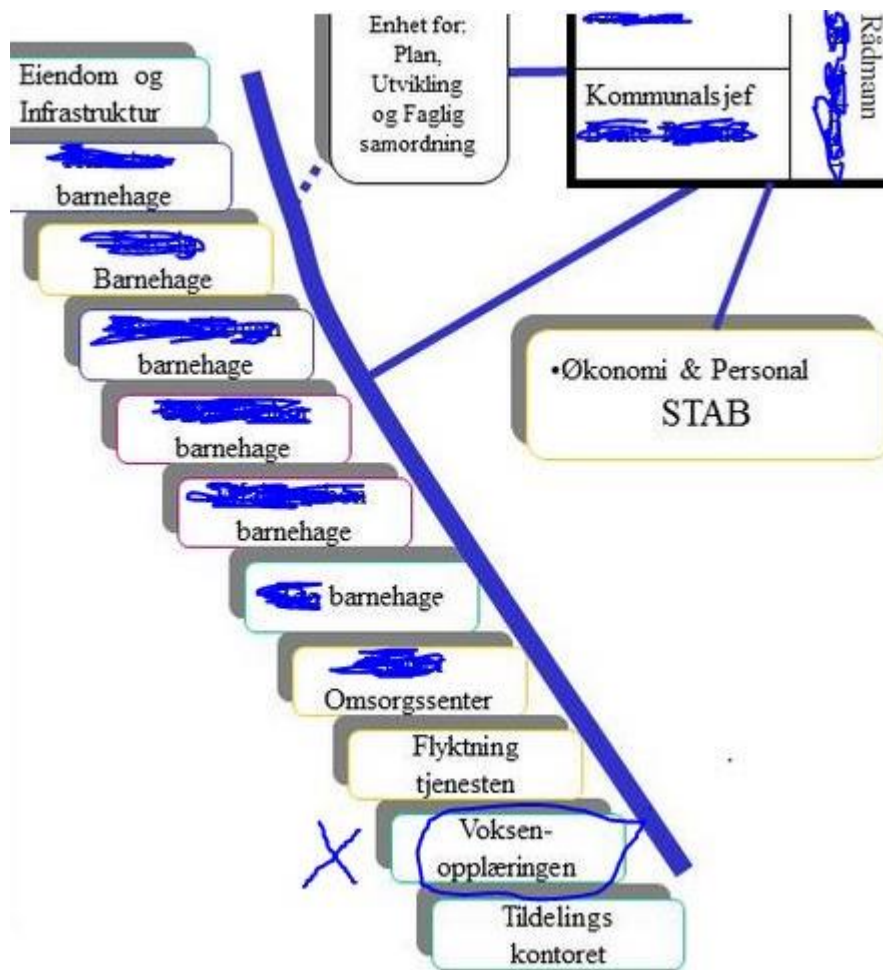 Enhet for:
Plan,
Utvikling
og Faglig
samordning
Kommunalsjef
Rådmann
Eiendom og
Infrastruktur
barnehage
Barnehage
barnehage
barnehage
barnehage
barnehage
Omsorgssenter
Flyktning
tjenesten
Voksen-
opplæringen
Tildelings
kontoret
•Økonomi & Personal
STAB